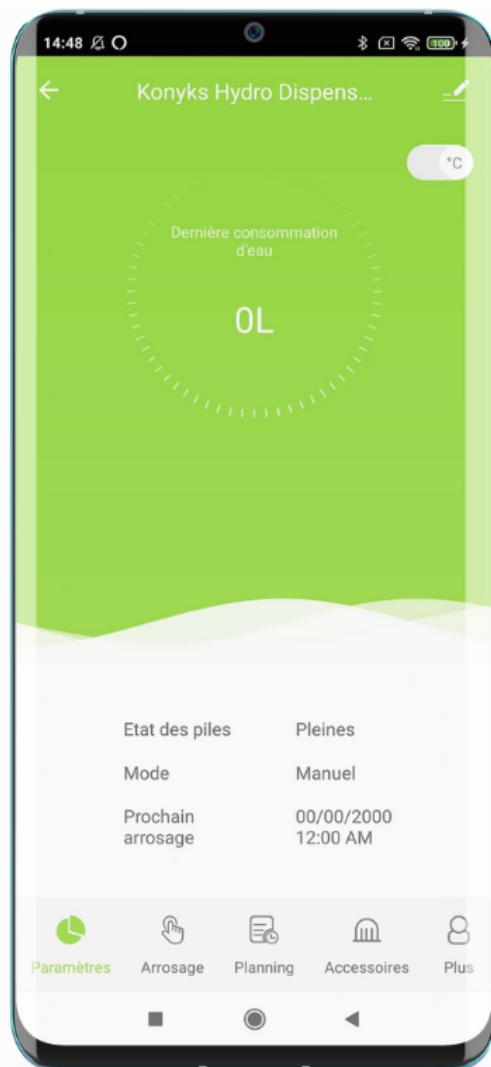 14:48
100
Konyks Hydro Dispens...
°C
Dernière consommation
d'eau
0L
Etat des piles Pleines
Mode Manuel
Prochain 00/00/2000
arrosage 12:00 AM
Paramètres Arrosage Planning Accessoires Plus